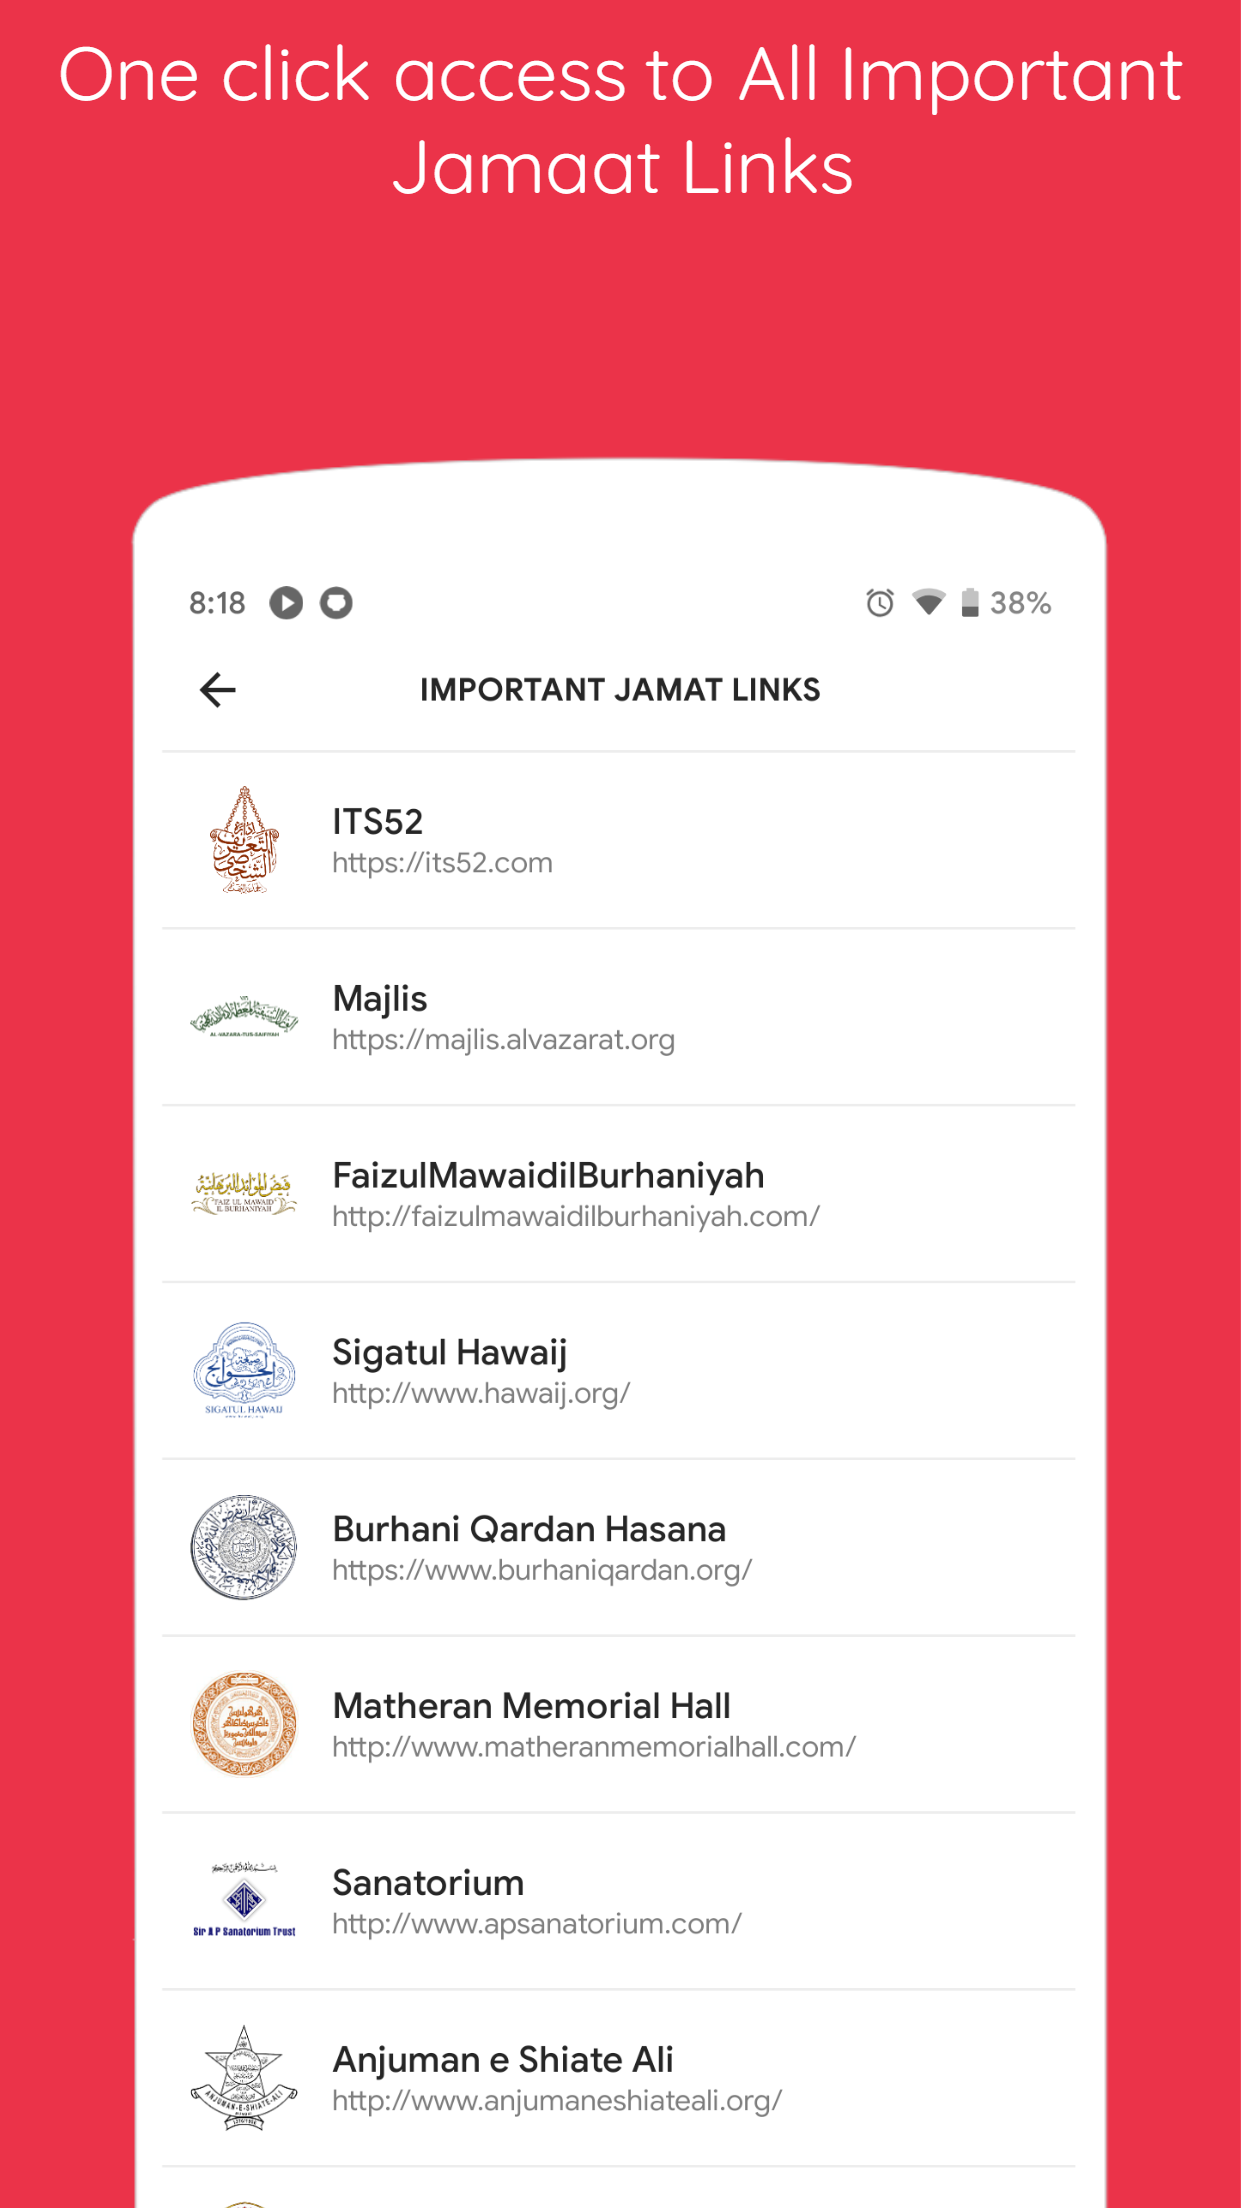 One click access to All Important
Jamaat Links
8:18
38%
IMPORTANT JAMAT LINKS
ITS52
https://its52.com
Majlis
https://majlis.alvazarat.org
AL-VAZARA-TUS-SAIFIYAH
FaizulMawaidilBurhaniyah
http://faizulmawaidilburhaniyah.com/
فيض الموائد البرهانية
FAIZ UL MAWAID
IL BURHANIYAH
Sigatul Hawaij
http://www.hawaij.org/
SIGATUL HAWAIJ
Burhani Qardan Hasana
https://www.burhaniqardan.org/
Matheran Memorial Hall
http://www.matheranmemorialhall.com/
Sanatorium
http://www.apsanatorium.com/
Sir A P Sanatorium Trust
Anjuman e Shiate Ali
http://www.anjumaneshiateali.org/
ANJUMAN-E-SHIATE-ALI